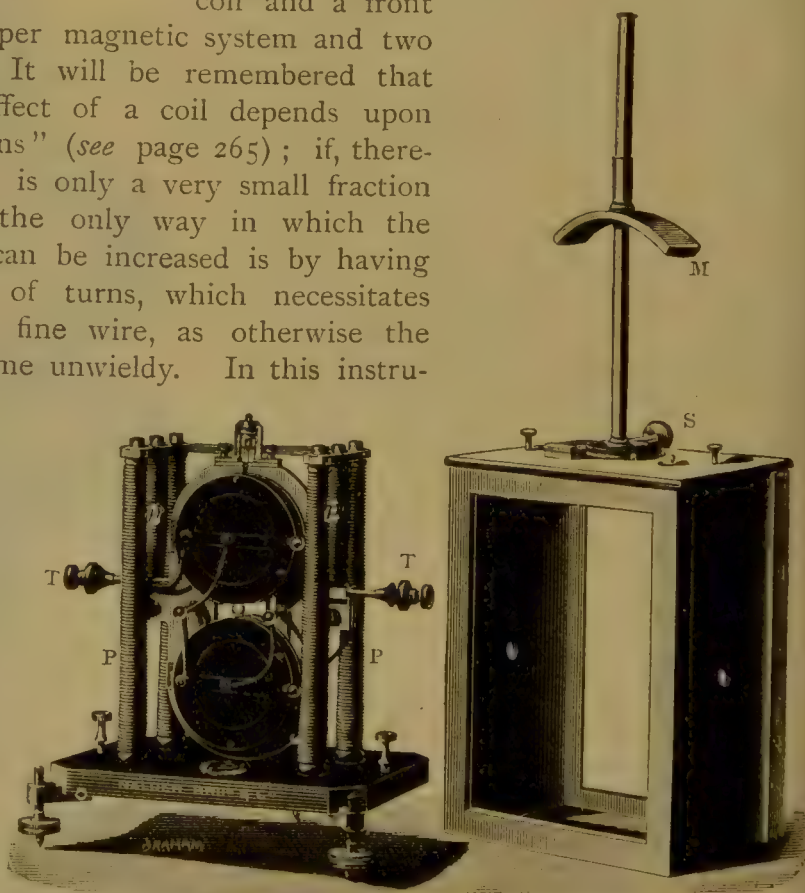 coil and a front
per magnetic system and two
It will be remembered that
ffect of a coil depends upon
ns" (see page 265); if, there-
is only a very small fraction
the only way in which the
can be increased is by having
of turns, which necessitates
fine wire, as otherwise the
me unwieldy. In this instru-
M
S
T
T
P
P